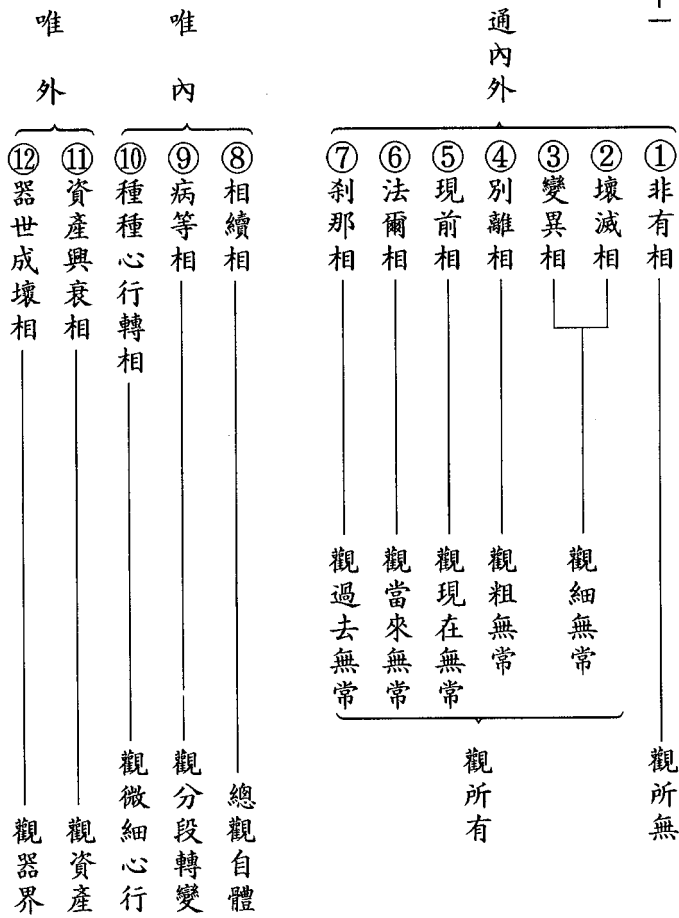 通內外
①非有相
觀所無
②壞滅相
③變異相
觀細無常
④別離相
觀粗無常
⑤現前相
觀現在無常
⑥法爾相
觀當來無常
⑦剎那相
觀過去無常
觀所有
唯內
⑧相續相
總觀自體
⑨病等相
觀分段轉變
⑩種種心行轉相
觀微細心行
唯外
⑪資產興衰相
觀資產
⑫器世成壞相
觀器界